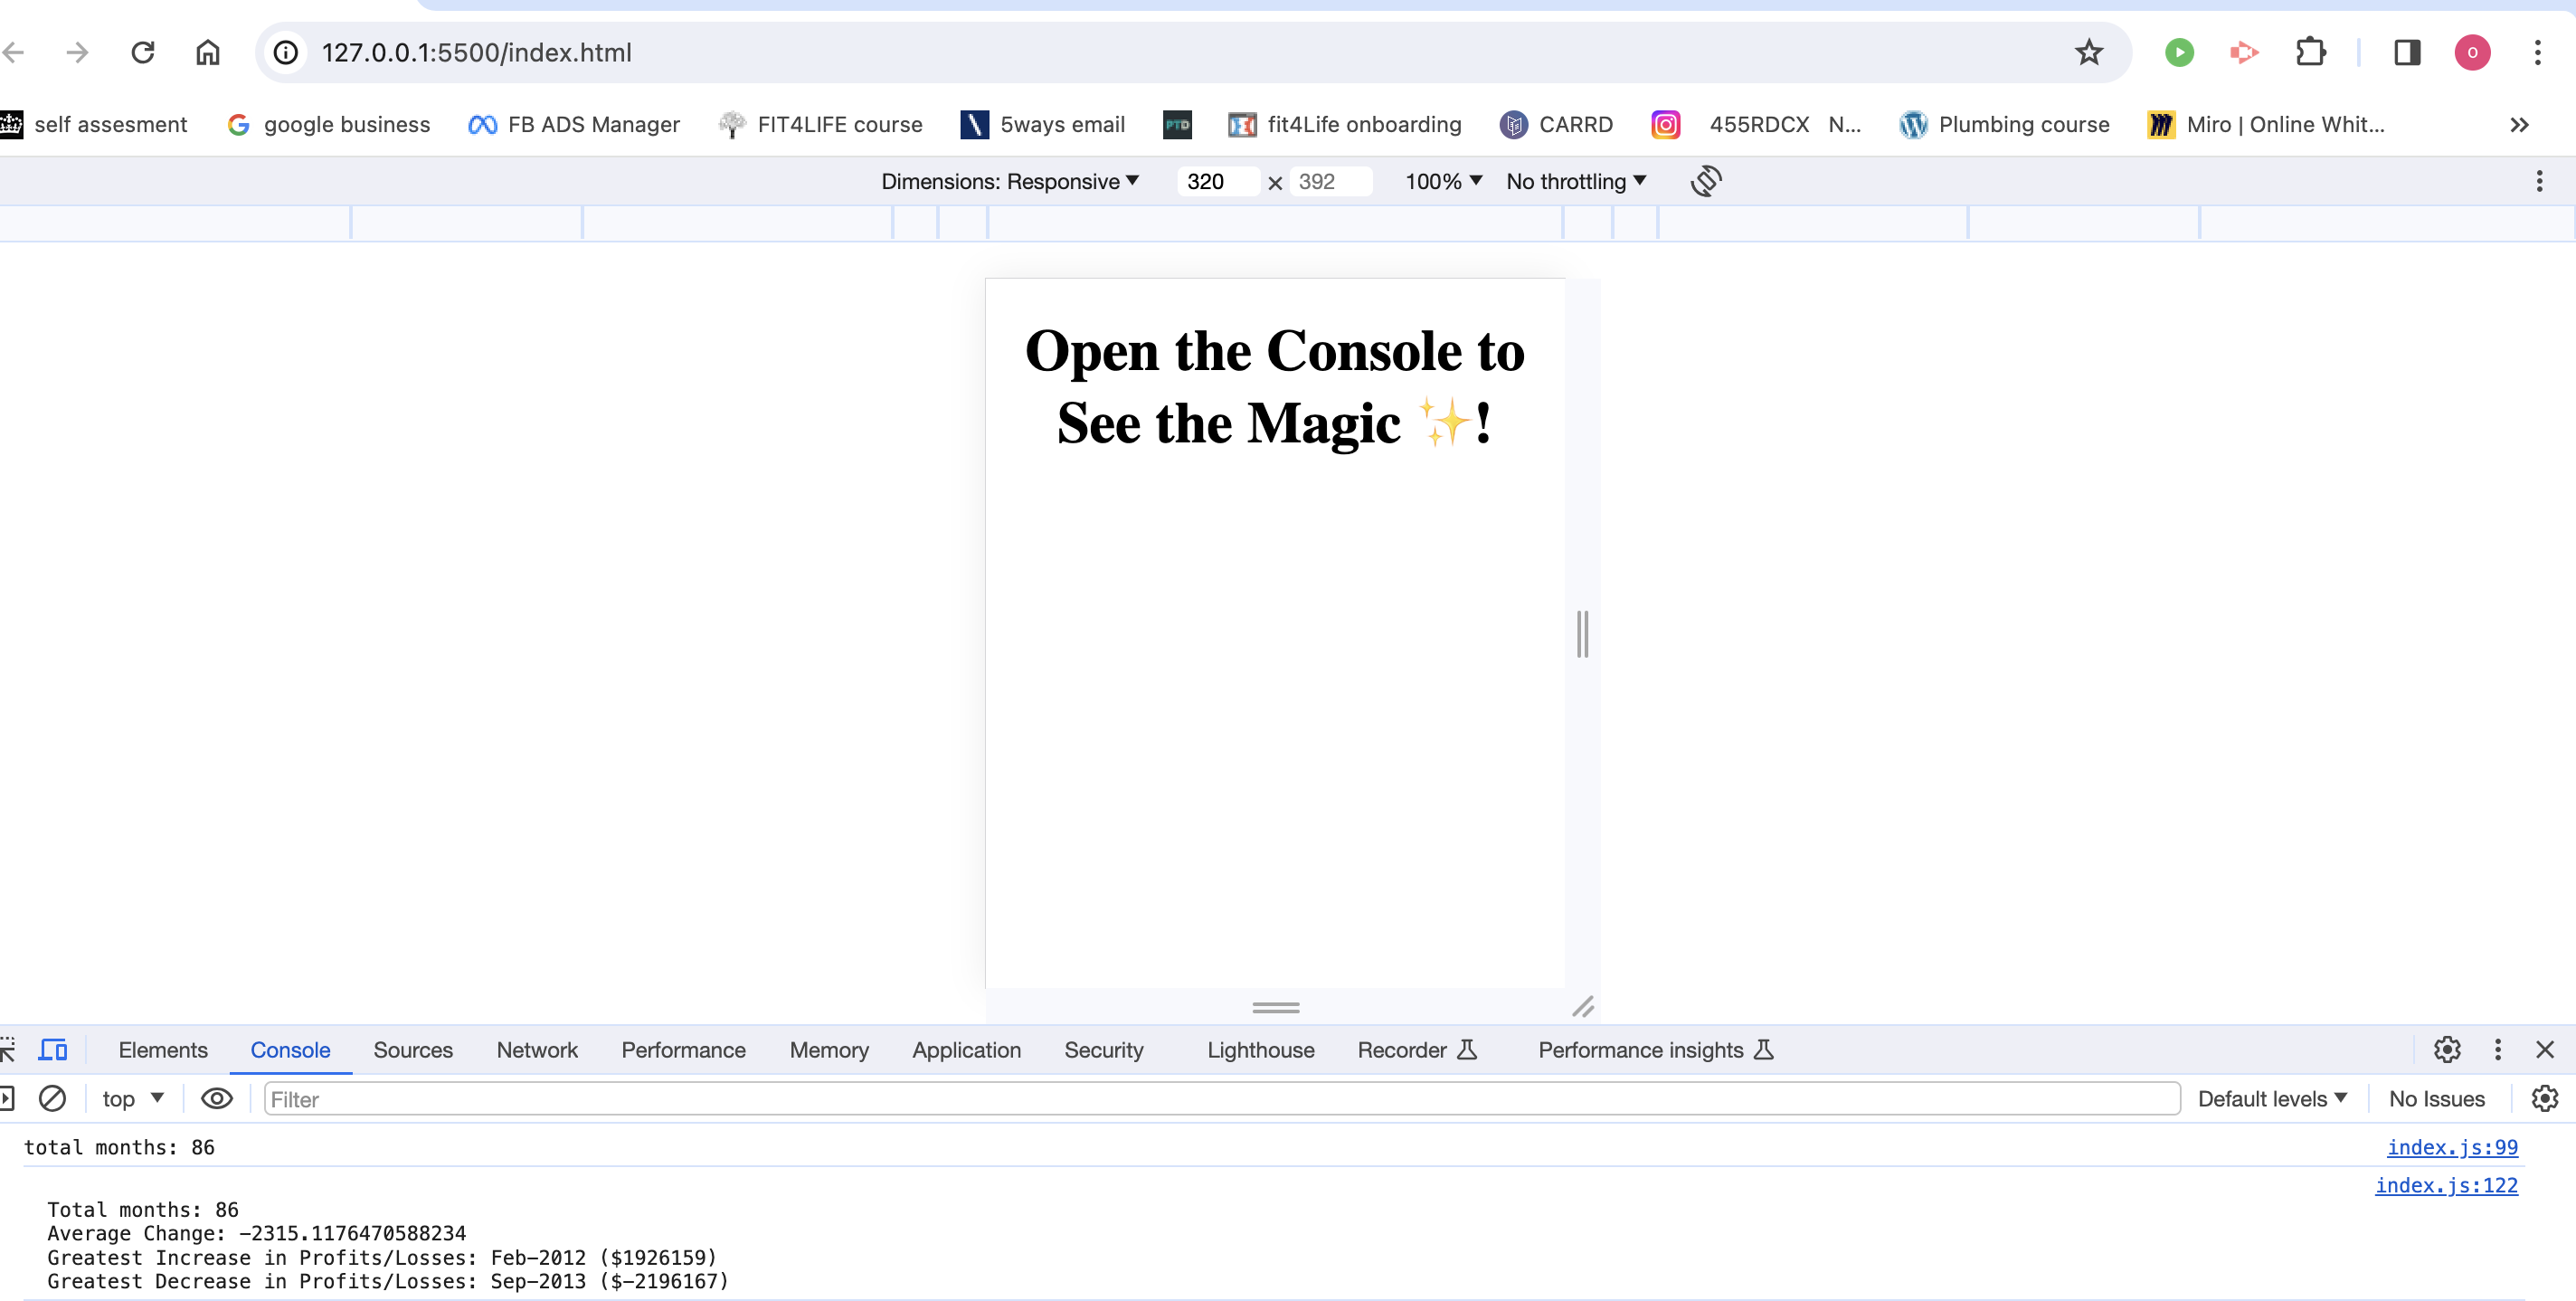 127.0.0.1:5500/index.html
self assesment google business FB ADS Manager FIT4LIFE course 5ways email PTD fit4Life onboarding CARRD 455RDCX N... Plumbing course Miro | Online Whit...
Dimensions: Responsive 320 × 392 100% No throttling
Open the Console to
See the Magic ✨!
Elements Console Sources Network Performance Memory Application Security Lighthouse Recorder Performance insights
top Filter Default levels No Issues
total months: 86 index.js:99
index.js:122
Total months: 86
Average Change: -2315.1176470588234
Greatest Increase in Profits/Losses: Feb-2012 ($1926159)
Greatest Decrease in Profits/Losses: Sep-2013 ($-2196167)